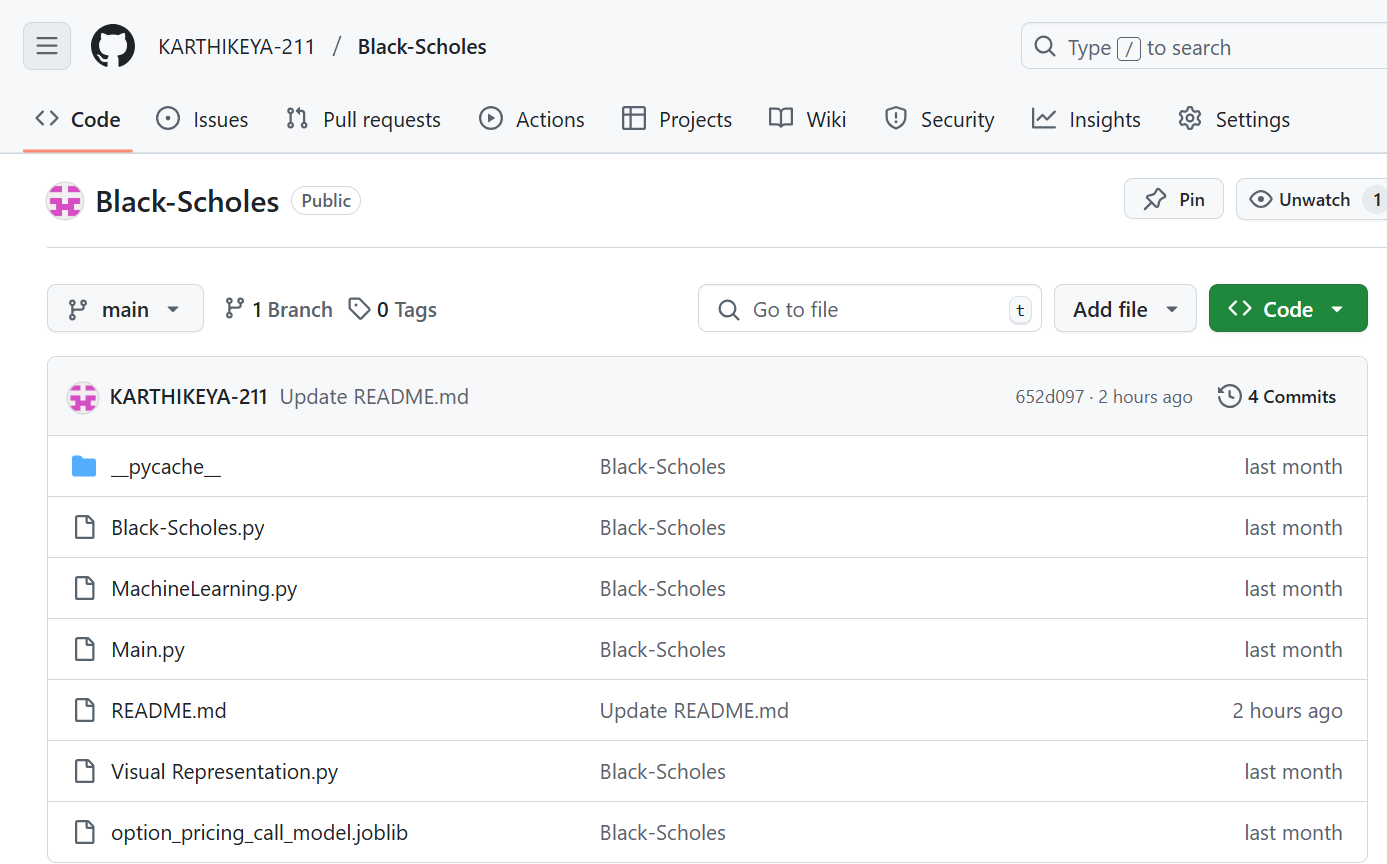 KARTHIKEYA-211 / Black-Scholes
Type / to search
Code Issues Pull requests Actions Projects Wiki Security Insights Settings
Black-Scholes Public
Pin Unwatch 1
main 1 Branch 0 Tags
Go to file t
Add file Code
KARTHIKEYA-211 Update README.md 652d097 · 2 hours ago 4 Commits
__pycache__ Black-Scholes last month
Black-Scholes.py Black-Scholes last month
MachineLearning.py Black-Scholes last month
Main.py Black-Scholes last month
README.md Update README.md 2 hours ago
Visual Representation.py Black-Scholes last month
option_pricing_call_model.joblib Black-Scholes last month